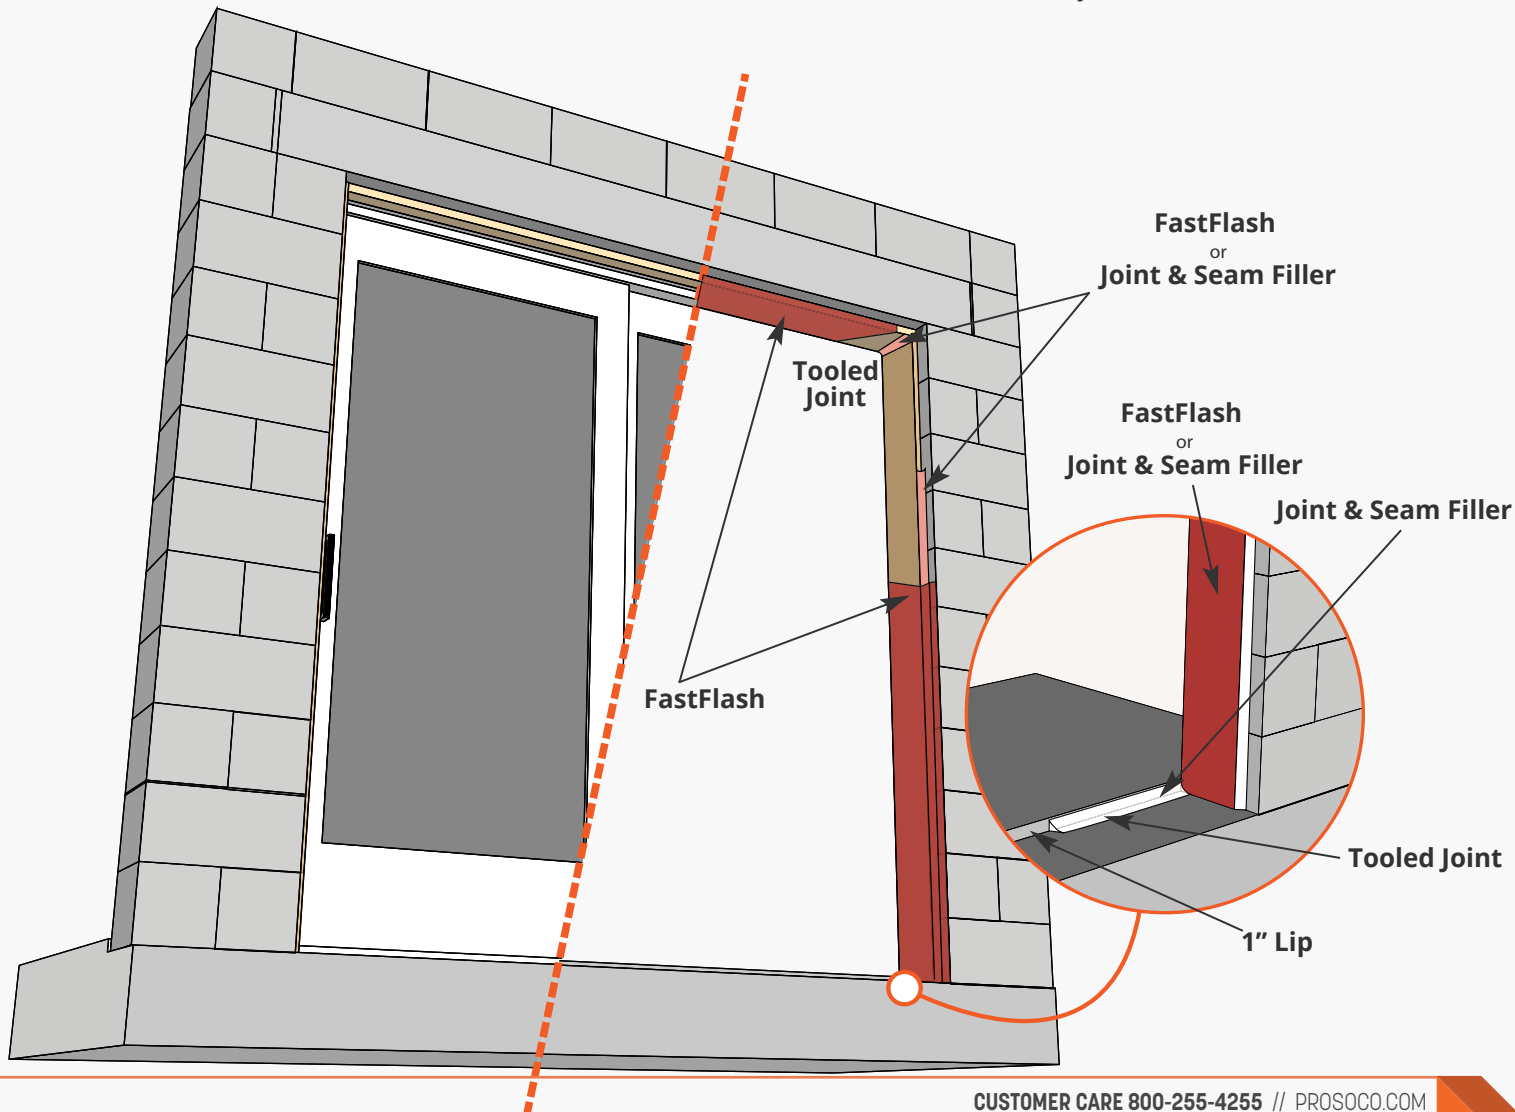 FastFlash
or
Joint & Seam Filler
Tooled
Joint
FastFlash
or
Joint & Seam Filler
Joint & Seam Filler
FastFlash
Tooled Joint
1” Lip
CUSTOMER CARE 800-255-4255 // PROSOCO.COM